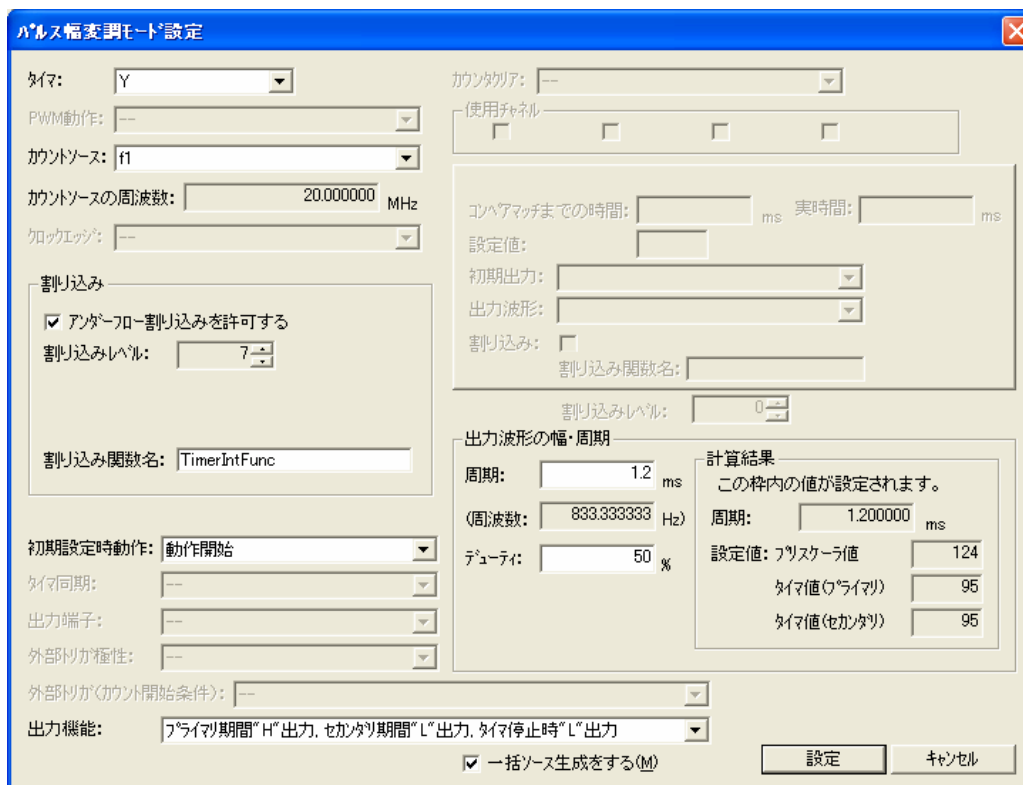 パルス幅変調モード設定
タイマ: Y
PWM動作: --
カウントソース: f1
カウントソースの周波数: 20.000000 MHz
クロックエッジ: --
割り込み
アンダーフロー割り込みを許可する
割り込みレベル: 7
割り込み関数名: TimerIntFunc
初期設定時動作: 動作開始
タイマ同期: --
出力端子: --
外部トリガ極性: --
外部トリガ(カウント開始条件): --
出力機能: プライマリ期間"H"出力, セカンダリ期間"L"出力, タイマ停止時"L"出力
カウンタクリア: --
使用チャネル
コンペアマッチまでの時間: ms 実時間: ms
設定値:
初期出力:
出力波形:
割り込み:
割り込み関数名:
割り込みレベル: 0
出力波形の幅・周期
周期: 1.2 ms
(周波数: 833.333333 Hz)
デューティ: 50 %
計算結果
この枠内の値が設定されます。
周期: 1.200000 ms
設定値: プリスケーラ値 124
タイマ値(プライマリ) 95
タイマ値(セカンダリ) 95
一括ソース生成をする(M)
設定
キャンセル